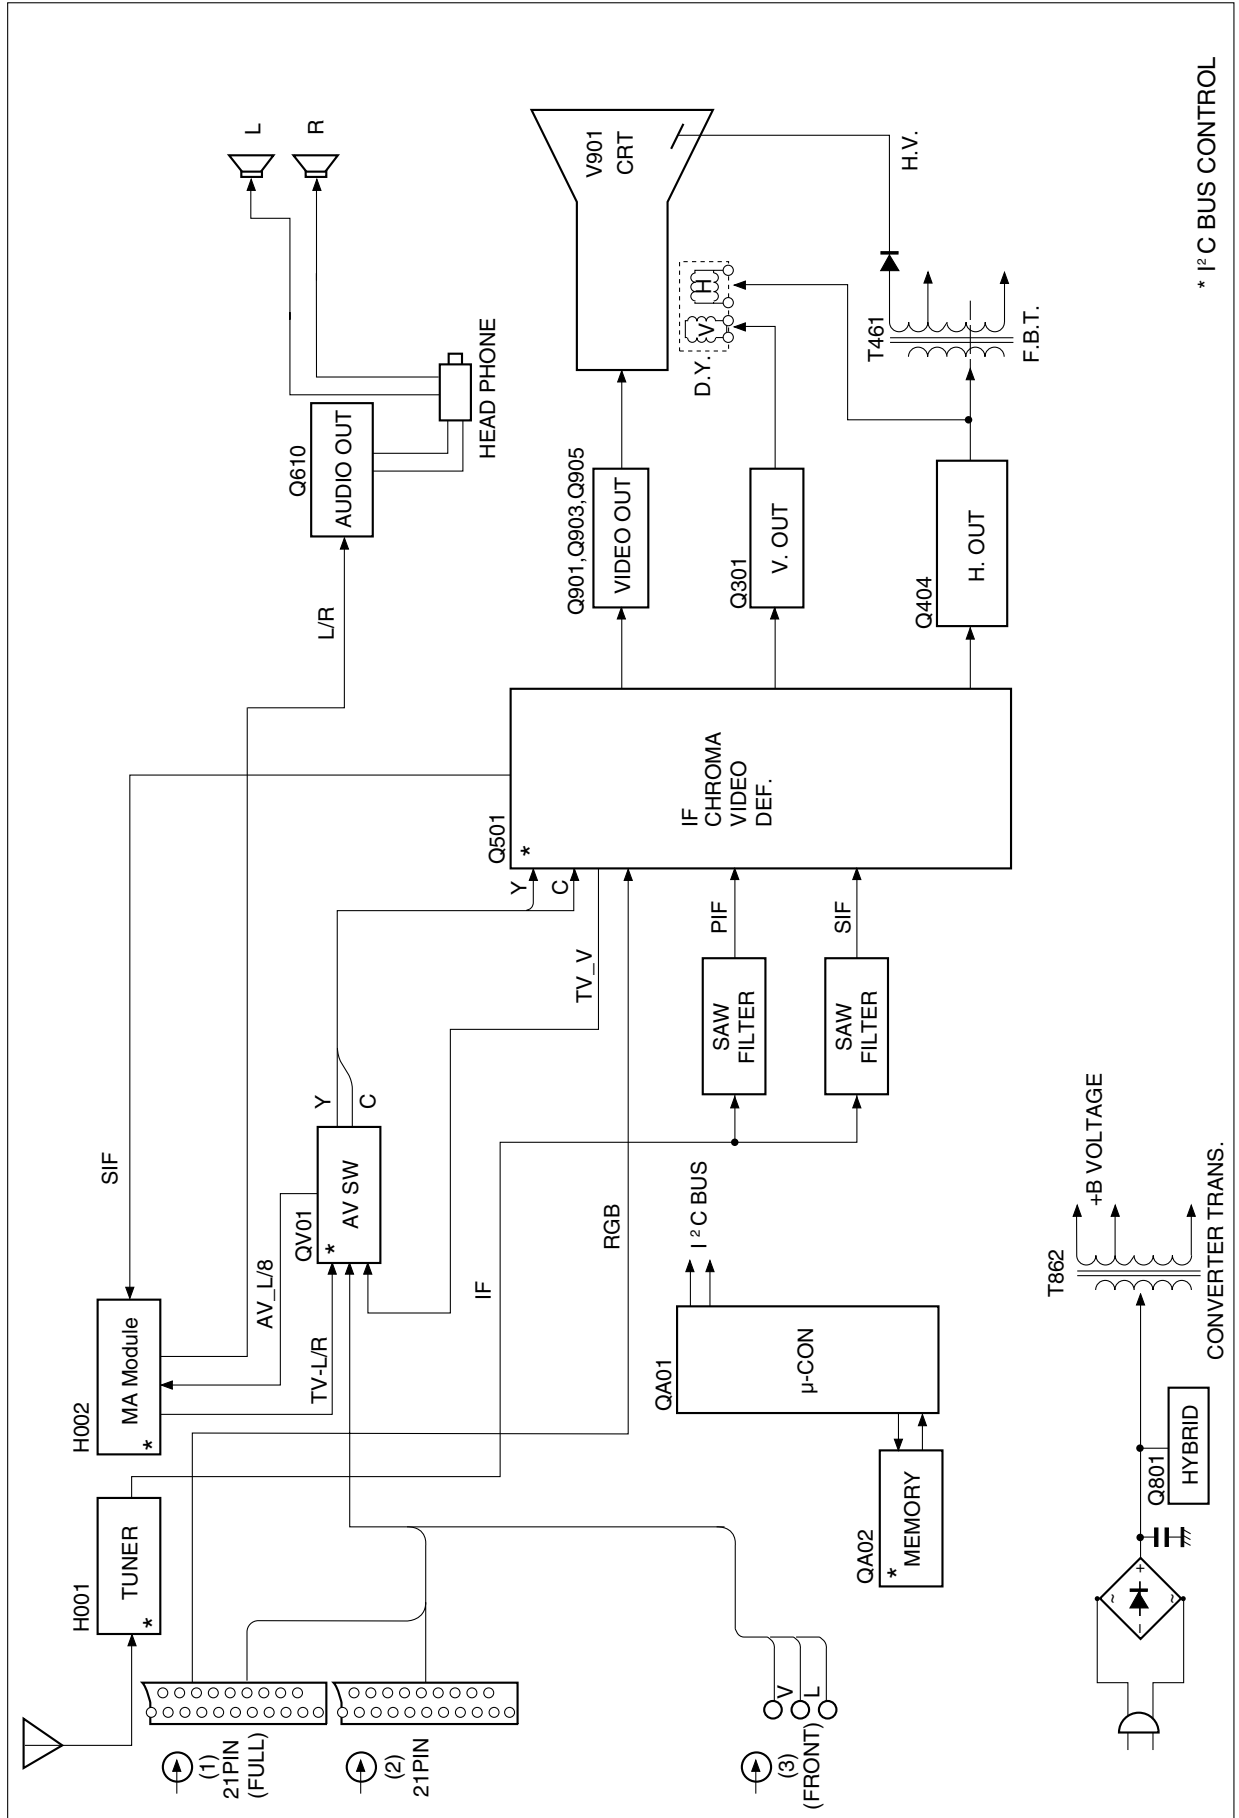 H001
TUNER
*
H002
MA Module
*
SIF
L/R
Q610
AUDIO OUT
HEAD PHONE
L
R
AV_L/8
TV-L/R
QV01
AV SW
*
Y
C
Y
C
TV_V
IF
RGB
Q501
*
IF
CHROMA
VIDEO
DEF.
Q901,Q903,Q905
VIDEO OUT
V901
CRT
Q301
V. OUT
D.Y.
V
H
Q404
H. OUT
T461
F.B.T.
H.V.
SAW
FILTER
PIF
SAW
FILTER
SIF
(1)
21PIN
(FULL)
(2)
21PIN
(3)
(FRONT)
V
L
QA01
μ-CON
I² C BUS
QA02
MEMORY
*
~
+
−
~
Q801
HYBRID
T862
+B VOLTAGE
CONVERTER TRANS.
* I² C BUS CONTROL